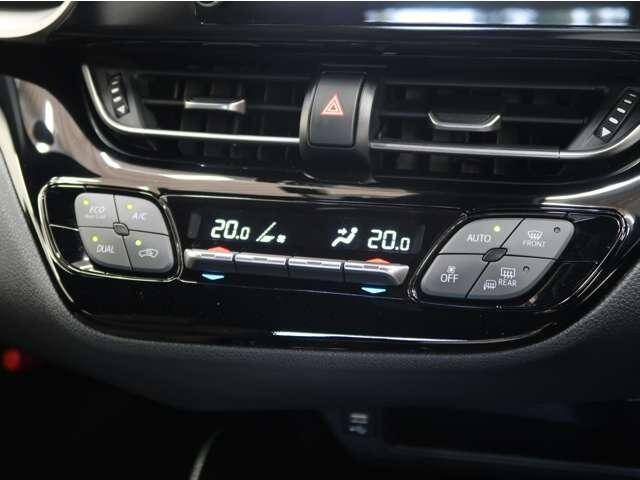 ECO
A/C
DUAL
20.0
20.0
AUTO
FRONT
OFF
REAR